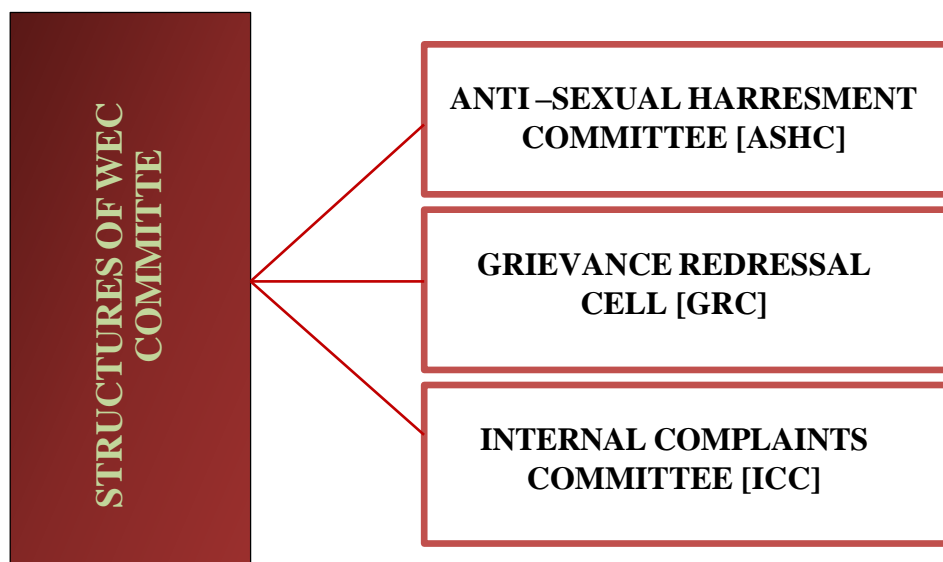 STRUCTURES OF WEC
COMMITTE
ANTI –SEXUAL HARRESMENT
COMMITTEE [ASHC]
GRIEVANCE REDRESSAL
CELL [GRC]
INTERNAL COMPLAINTS
COMMITTEE [ICC]